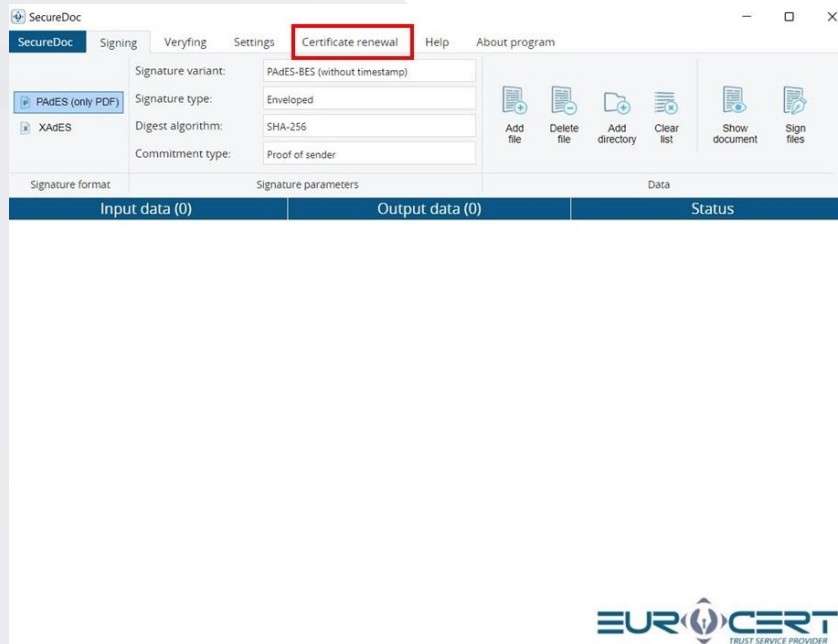 SecureDoc
SecureDoc Signing Veryfing Settings Certificate renewal Help About program
PAdES (only PDF)
XAdES
Signature format
Signature variant: PAdES-BES (without timestamp)
Signature type: Enveloped
Digest algorithm: SHA-256
Commitment type: Proof of sender
Signature parameters
Add file
Delete file
Add directory
Clear list
Show document
Sign files
Data
Input data (0) Output data (0) Status
EUROCERT
TRUST SERVICE PROVIDER